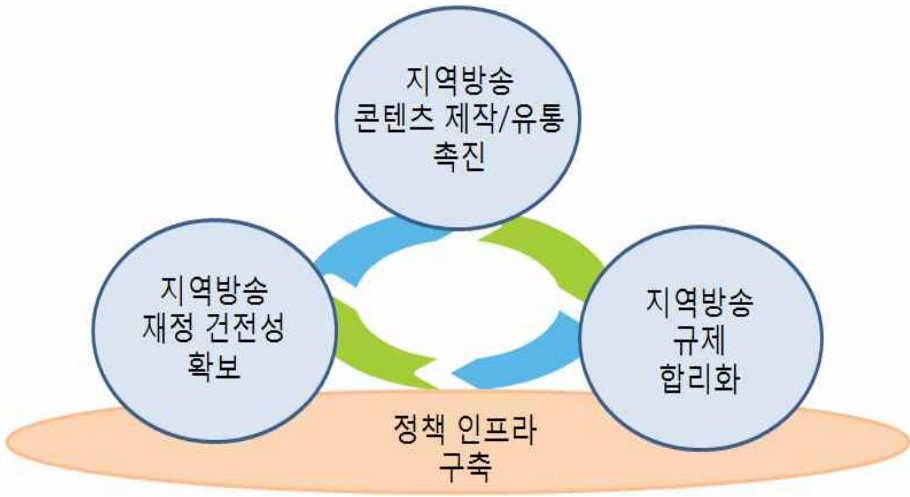 지역방송
콘텐츠 제작/유통
촉진
지역방송
재정 건전성
확보
지역방송
규제
합리화
정책 인프라
구축